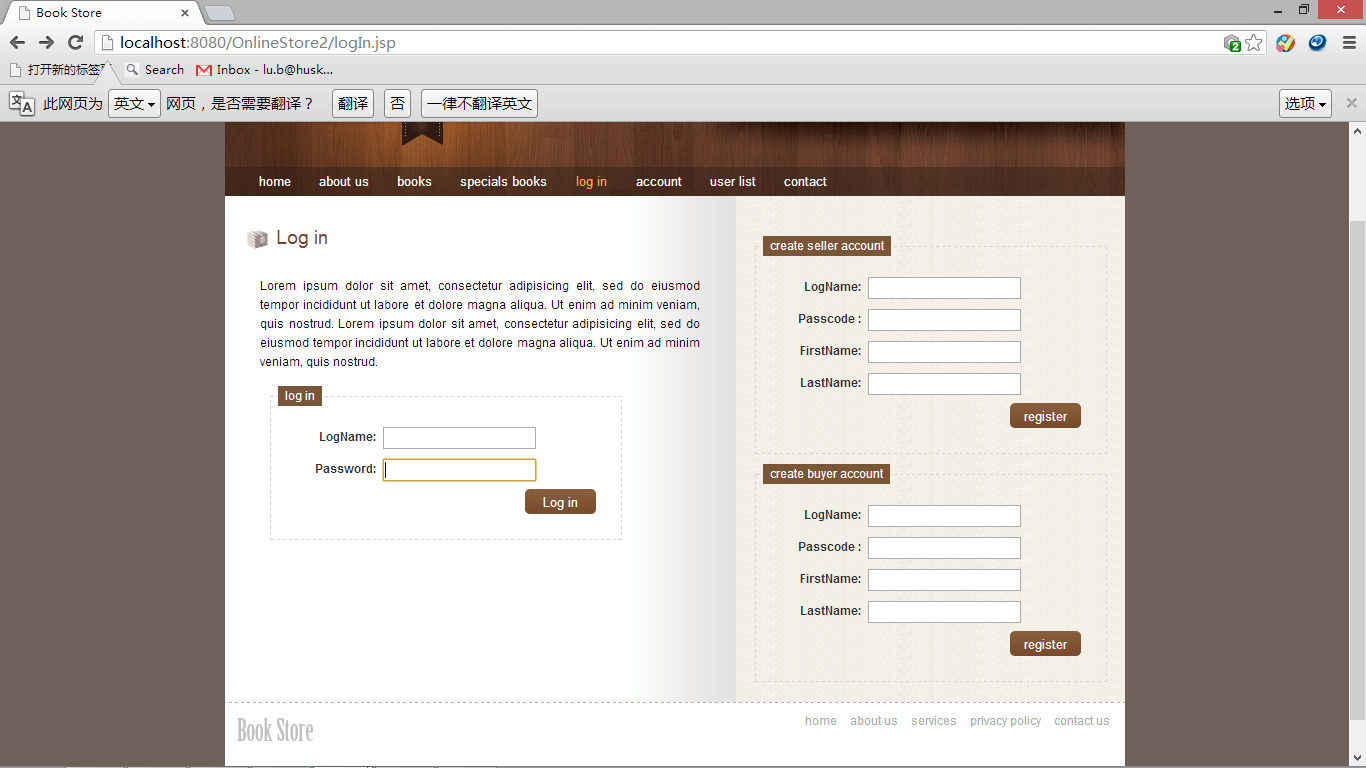 Book Store
localhost:8080/OnlineStore2/logIn.jsp
打开新的标签 Search Inbox - lu.b@husk...
此网页为 英文 网页，是否需要翻译？ 翻译 否 一律不翻译英文 选项
home about us books specials books log in account user list contact
Log in
Lorem ipsum dolor sit amet, consectetur adipisicing elit, sed do eiusmod
tempor incididunt ut labore et dolore magna aliqua. Ut enim ad minim veniam,
quis nostrud. Lorem ipsum dolor sit amet, consectetur adipisicing elit, sed do
eiusmod tempor incididunt ut labore et dolore magna aliqua. Ut enim ad minim
veniam, quis nostrud.
log in
LogName:
Password:
Log in
create seller account
LogName:
Passcode :
FirstName:
LastName:
register
create buyer account
LogName:
Passcode :
FirstName:
LastName:
register
Book Store
home about us services privacy policy contact us